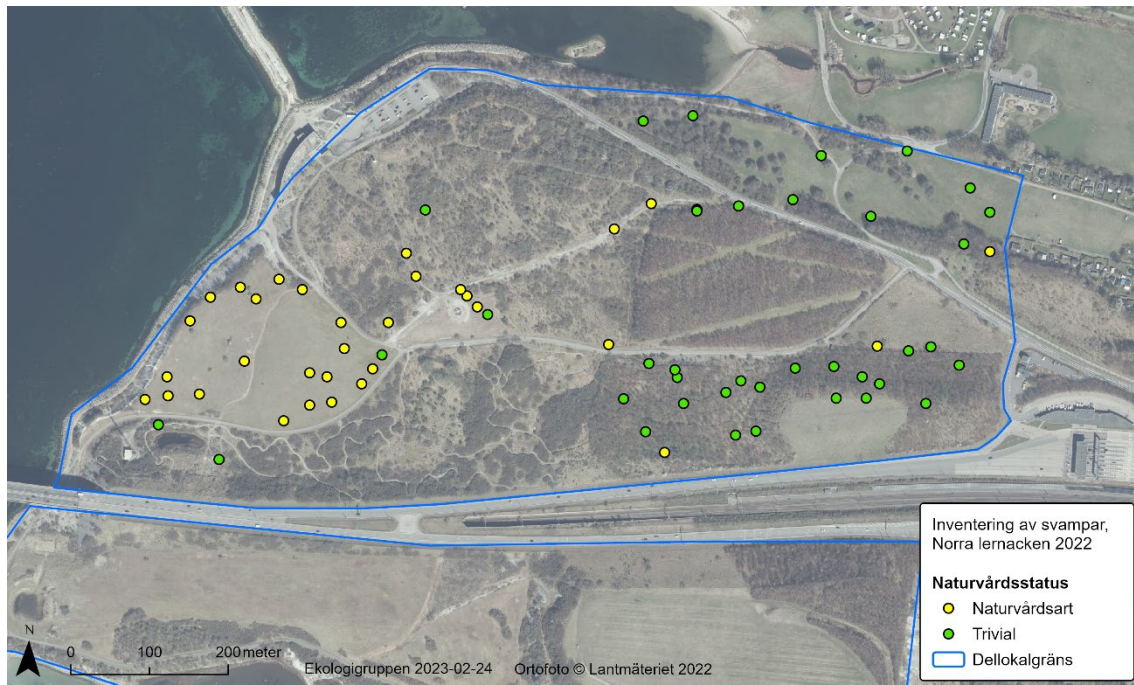 Inventering av svampar,
Norra lernacken 2022
Naturvårdsstatus
Naturvårdsart
Trivial
Dellokalgräns
N
0 100 200 meter
Ekologigruppen 2023-02-24 Ortofoto © Lantmäteriet 2022